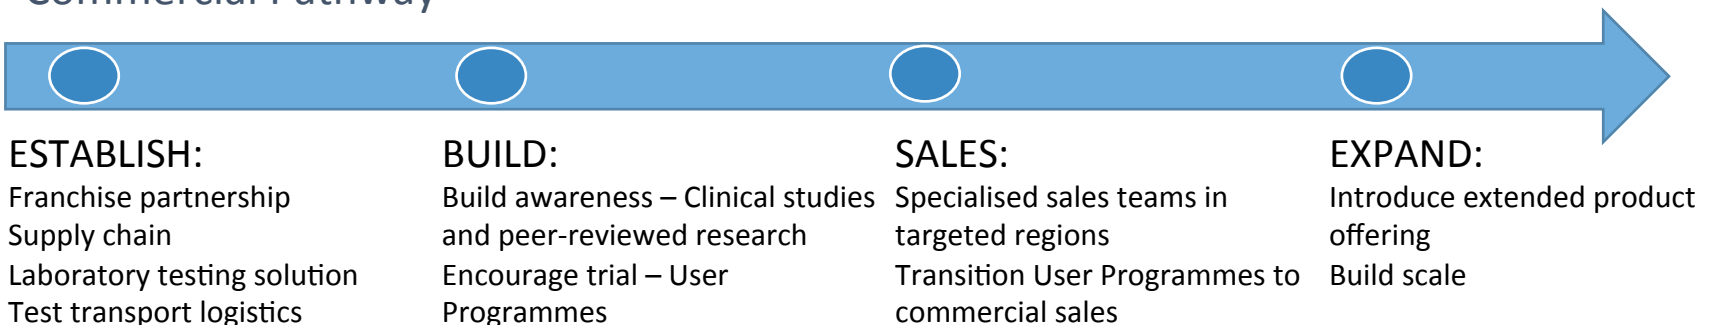 Commercial Pathway
ESTABLISH:
Franchise partnership
Supply chain
Laboratory testing solution
Test transport logistics
BUILD:
Build awareness – Clinical studies
and peer-reviewed research
Encourage trial – User
Programmes
SALES:
Specialised sales teams in
targeted regions
Transition User Programmes to
commercial sales
EXPAND:
Introduce extended product
offering
Build scale